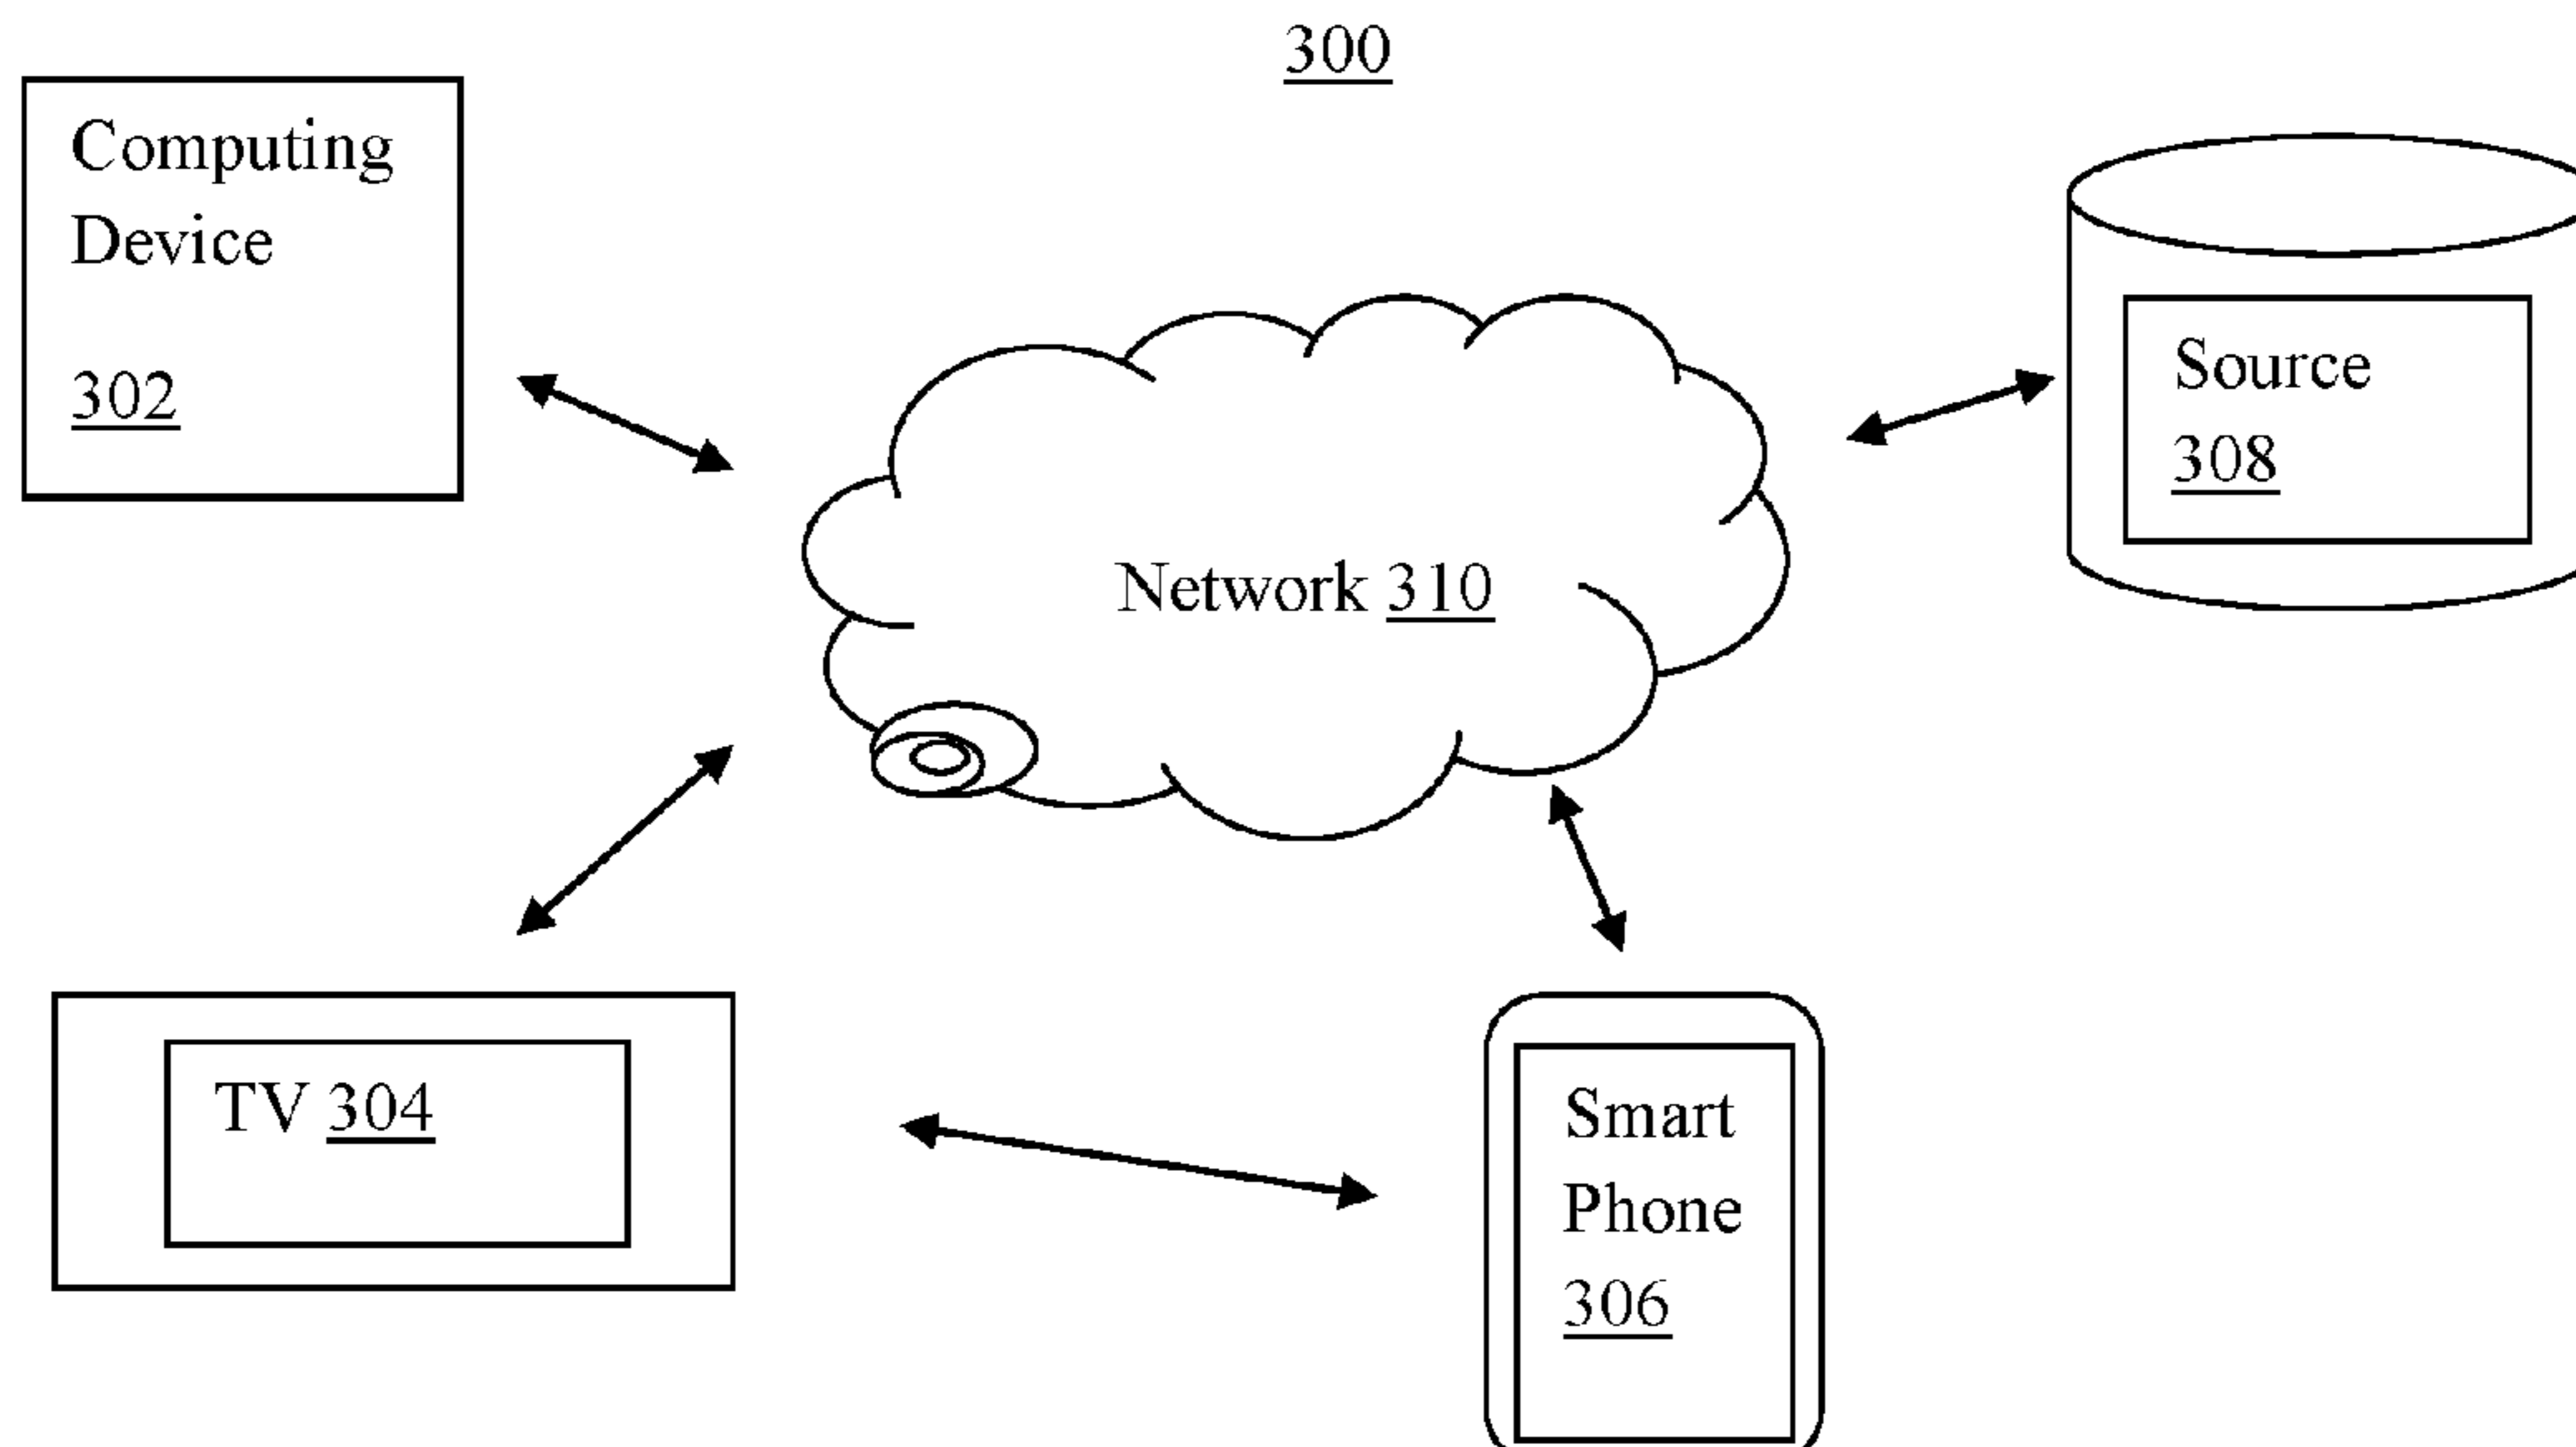 300
Computing
Device
302
Source
308
Network 310
TV 304
Smart
Phone
306